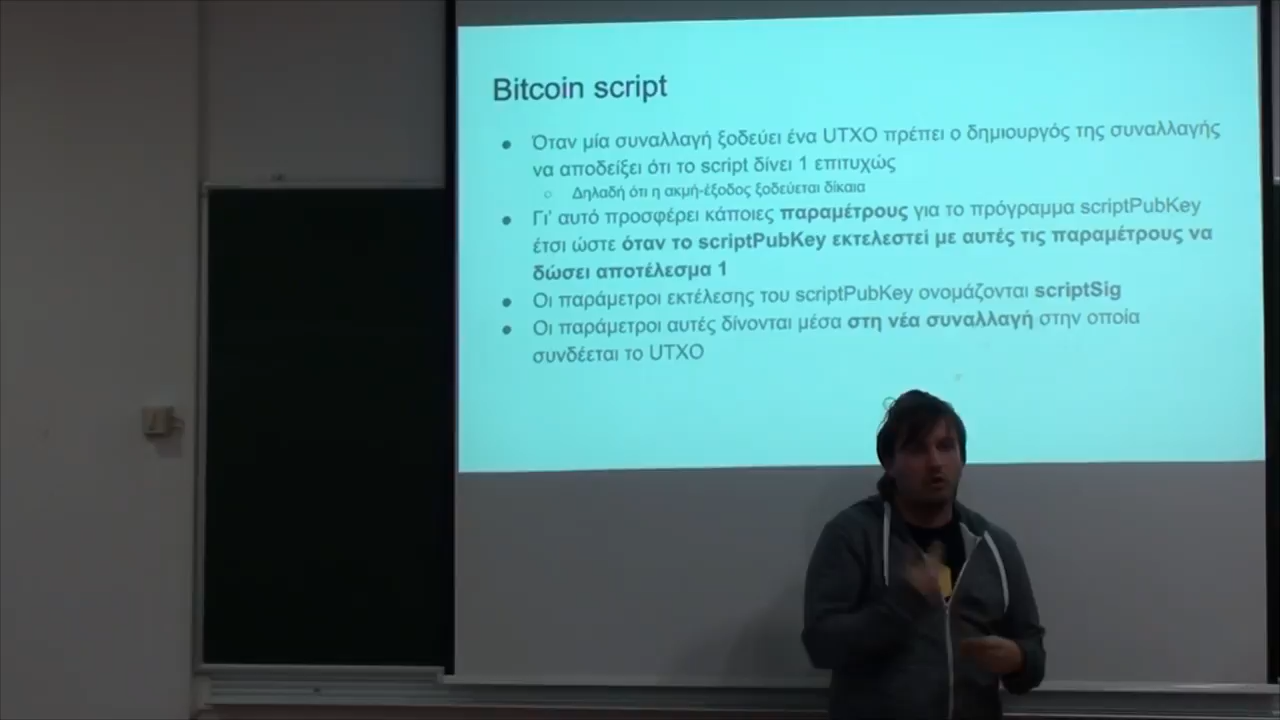 Bitcoin script
● Όταν μία συναλλαγή ξοδεύει ένα UTXO πρέπει ο δημιουργός της συναλλαγής
να αποδείξει ότι το script δίνει 1 επιτυχώς
○ Δηλαδή ότι η ακμή-έξοδος ξοδεύεται δίκαια
● Γι' αυτό προσφέρει κάποιες παραμέτρους για το πρόγραμμα scriptPubKey
έτσι ώστε όταν το scriptPubKey εκτελεστεί με αυτές τις παραμέτρους να
δώσει αποτέλεσμα 1
● Οι παράμετροι εκτέλεσης του scriptPubKey ονομάζονται scriptSig
● Οι παράμετροι αυτές δίνονται μέσα στη νέα συναλλαγή στην οποία
συνδέεται το UTXO